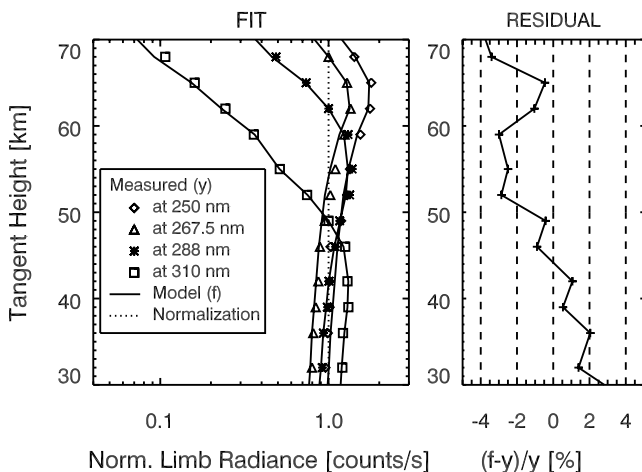 FIT
RESIDUAL
Tangent Height [km]
70
60
50
40
30
Measured (y)
at 250 nm
at 267.5 nm
at 288 nm
at 310 nm
Model (f)
Normalization
0.1
1.0
Norm. Limb Radiance [counts/s]
70
60
50
40
30
-4
-2
0
2
4
(f-y)/y [%]